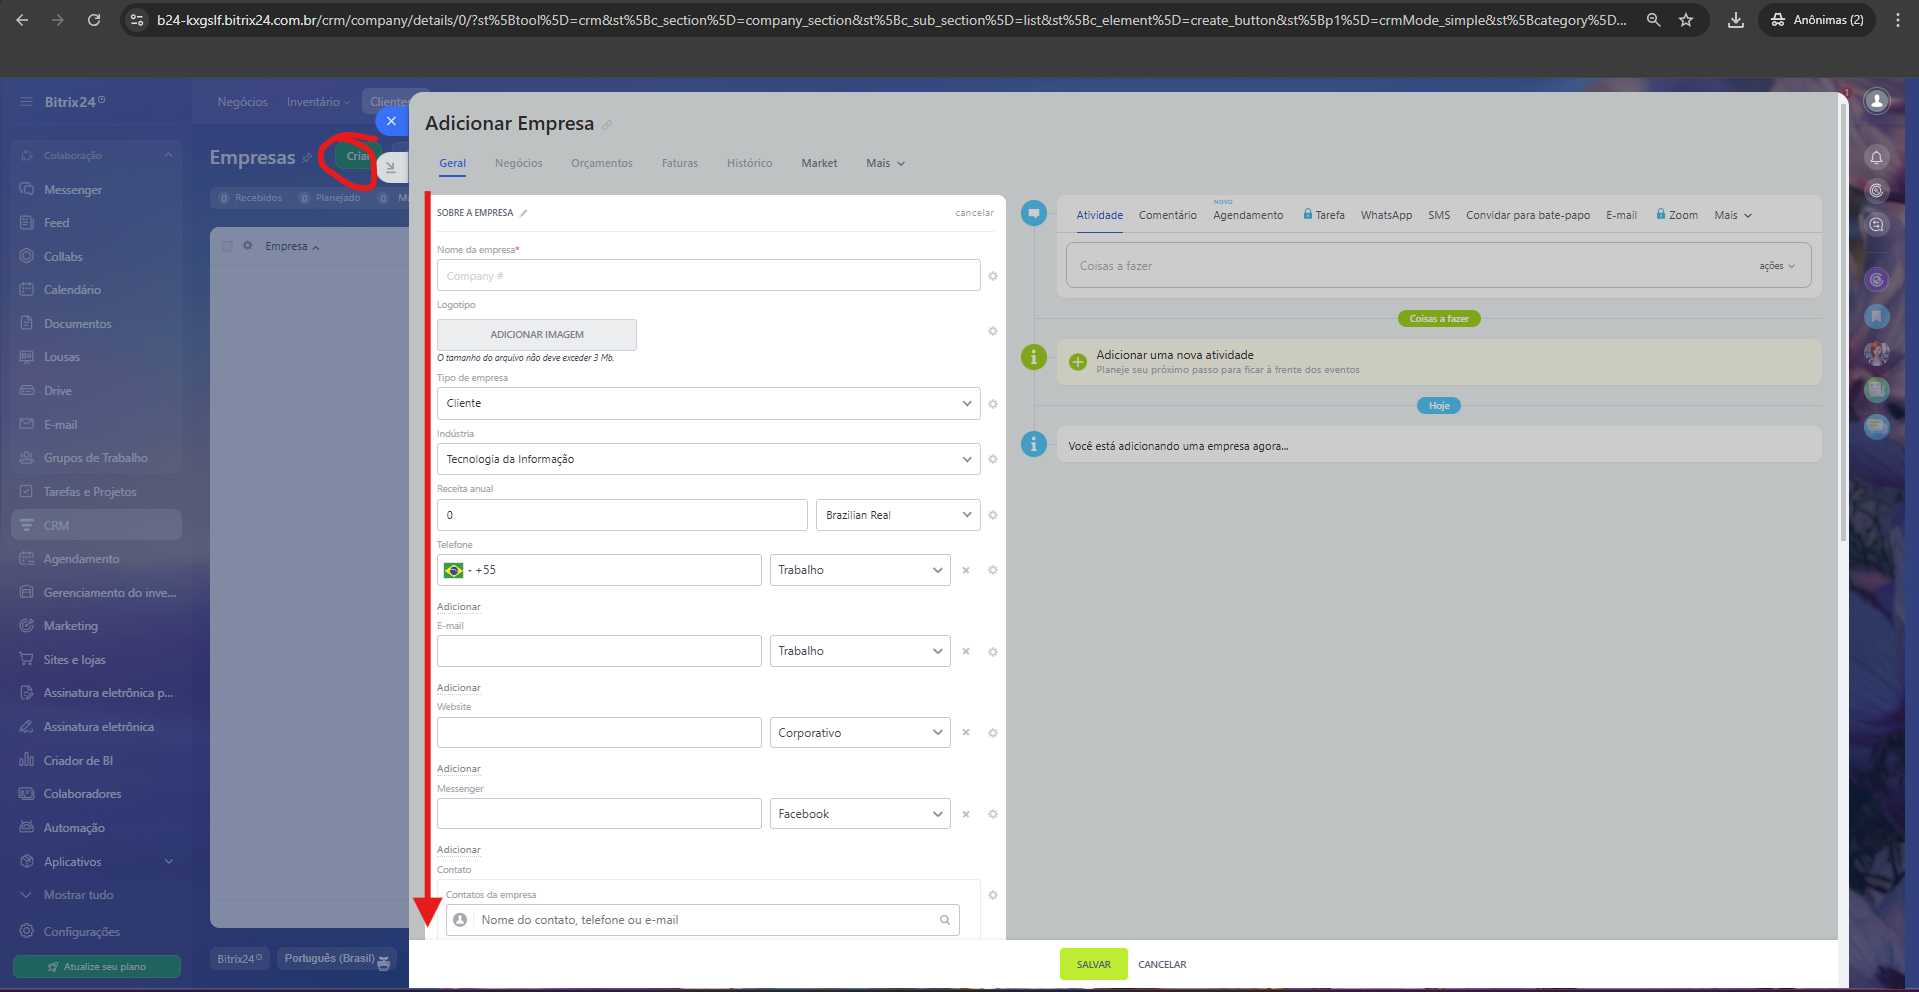 b24-kxgslf.bitrix24.com.br/crm/company/details/0/?st%5Btool%5D=crm&st%5Bc_section%5D=company_section&st%5Bc_sub_section%5D=list&st%5Bc_element%5D=create_button&st%5Bp1%5D=crmMode_simple&st%5Bcategory%5D...
Anônimas (2)
Bitrix24
Colaboração
Messenger
Feed
Collabs
Calendário
Documentos
Lousas
Drive
E-mail
Grupos de Trabalho
Tarefas e Projetos
CRM
Agendamento
Gerenciamento do inve...
Marketing
Sites e lojas
Assinatura eletrônica p...
Assinatura eletrônica
Criador de BI
Colaboradores
Automação
Aplicativos
Mostrar tudo
Configurações
Atualize seu plano
Negócios Inventário Clientes
Empresas Criar
0 Recebidos 0 Planejado 0 Ma
Empresa
Bitrix24 Português (Brasil)
Adicionar Empresa
Geral Negócios Orçamentos Faturas Histórico Market Mais
SOBRE A EMPRESA cancelar
Nome da empresa*
Company #
Logotipo
ADICIONAR IMAGEM
O tamanho do arquivo não deve exceder 3 Mb.
Tipo de empresa
Cliente
Indústria
Tecnologia da Informação
Receita anual
0 Brazilian Real
Telefone
- +55 Trabalho
Adicionar
E-mail
Trabalho
Adicionar
Website
Corporativo
Adicionar
Messenger
Facebook
Adicionar
Contato
Contatos da empresa
Nome do contato, telefone ou e-mail
NOVO
Atividade Comentário Agendamento Tarefa WhatsApp SMS Convidar para bate-papo E-mail Zoom Mais
Coisas a fazer ações
Coisas a fazer
Adicionar uma nova atividade
Planeje seu próximo passo para ficar à frente dos eventos
Hoje
Você está adicionando uma empresa agora...
SALVAR CANCELAR
1